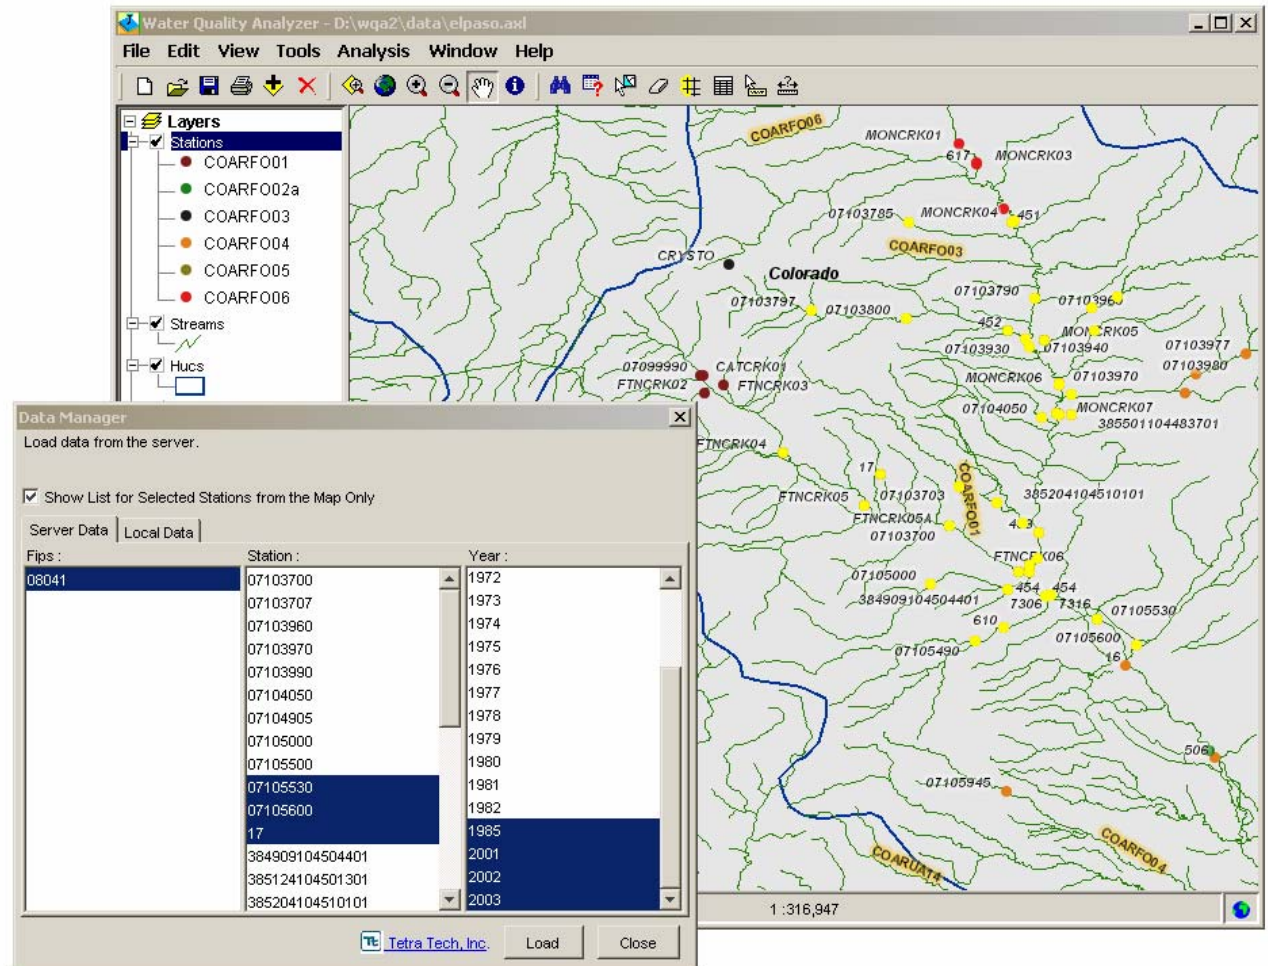 Water Quality Analyzer - D:\wqa2\data\elpaso.axl
File Edit View Tools Analysis Window Help
Layers
Stations
COARFO01
COARFO02a
COARFO03
COARFO04
COARFO05
COARFO06
Streams
Hucs
COARFO06
MONCRK01
617
MONCRK03
07103785
MONCRK04
451
COARFO03
CRYSTO
Colorado
07103790
07103797
07103800
07103960
452
MONCRK05
07103930
07103940
07103977
07103980
07099990
CATCRK01
FTNCRK02
FTNCRK03
MONCRK06
07103970
07104050
MONCRK07
385501104483701
FTNCRK04
17
COARFO01
FTNCRK05
07103703
385204104510101
FTNCRK05A
07103700
FTNCRK06
07105000
384909104504401
454
454
7306
7316
07105530
610
07105600
07105490
16
506
07105945
COARFO04
COARUA14
1 :316,947
Data Manager
Load data from the server.
Show List for Selected Stations from the Map Only
Server Data
Local Data
Fips :
Station :
Year :
08041
07103700
07103707
07103960
07103970
07103990
07104050
07104905
07105000
07105500
07105530
07105600
17
384909104504401
385124104501301
385204104510101
1972
1973
1974
1975
1976
1977
1978
1979
1980
1981
1982
1985
2001
2002
2003
Tt Tetra Tech, Inc.
Load
Close